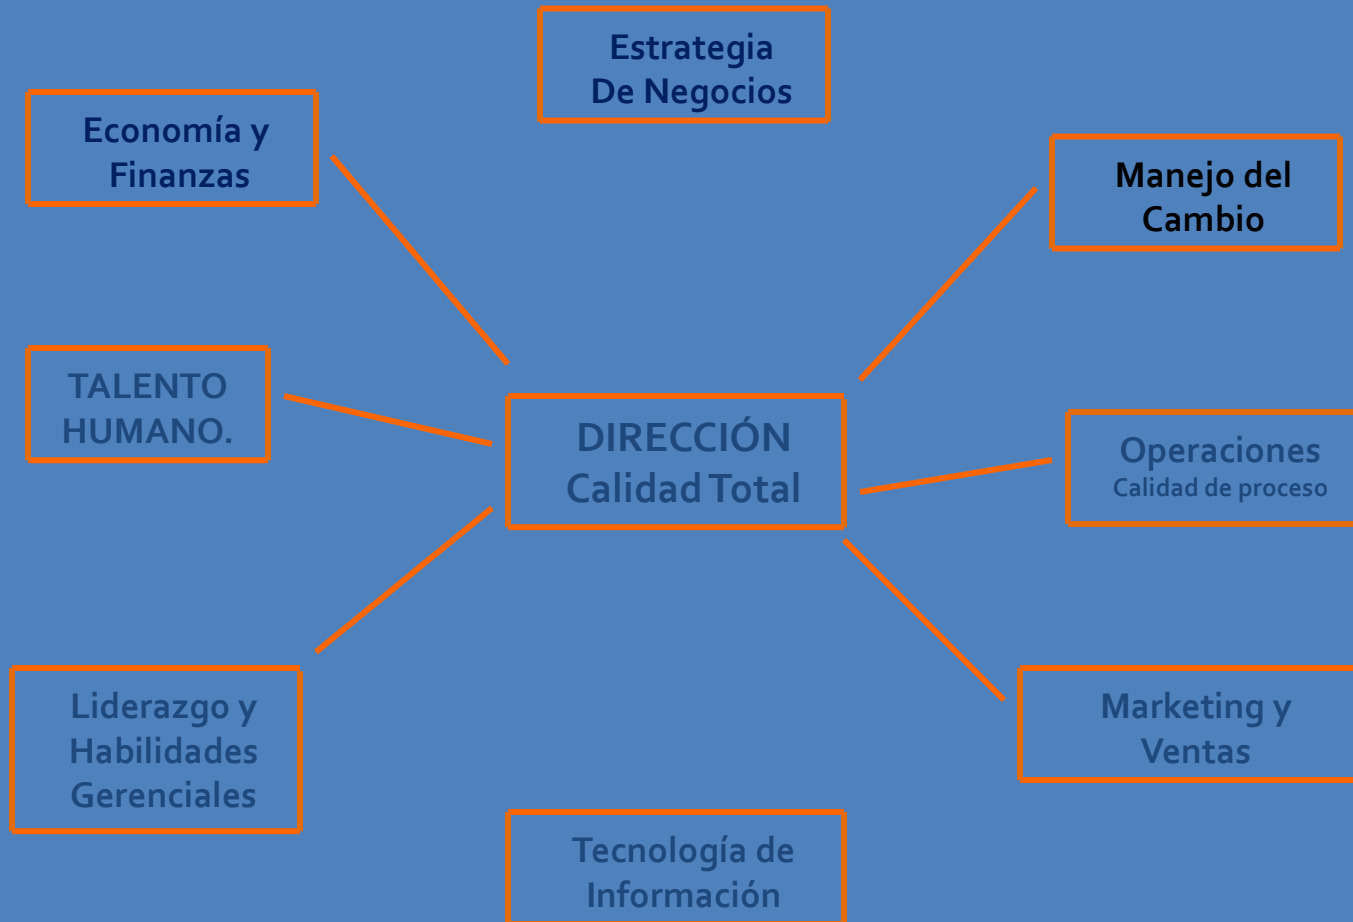 Estrategia
De Negocios
Economía y
Finanzas
Manejo del
Cambio
TALENTO
HUMANO.
DIRECCIÓN
Calidad Total
Operaciones
Calidad de proceso
Liderazgo y
Habilidades
Gerenciales
Marketing y
Ventas
Tecnología de
Información